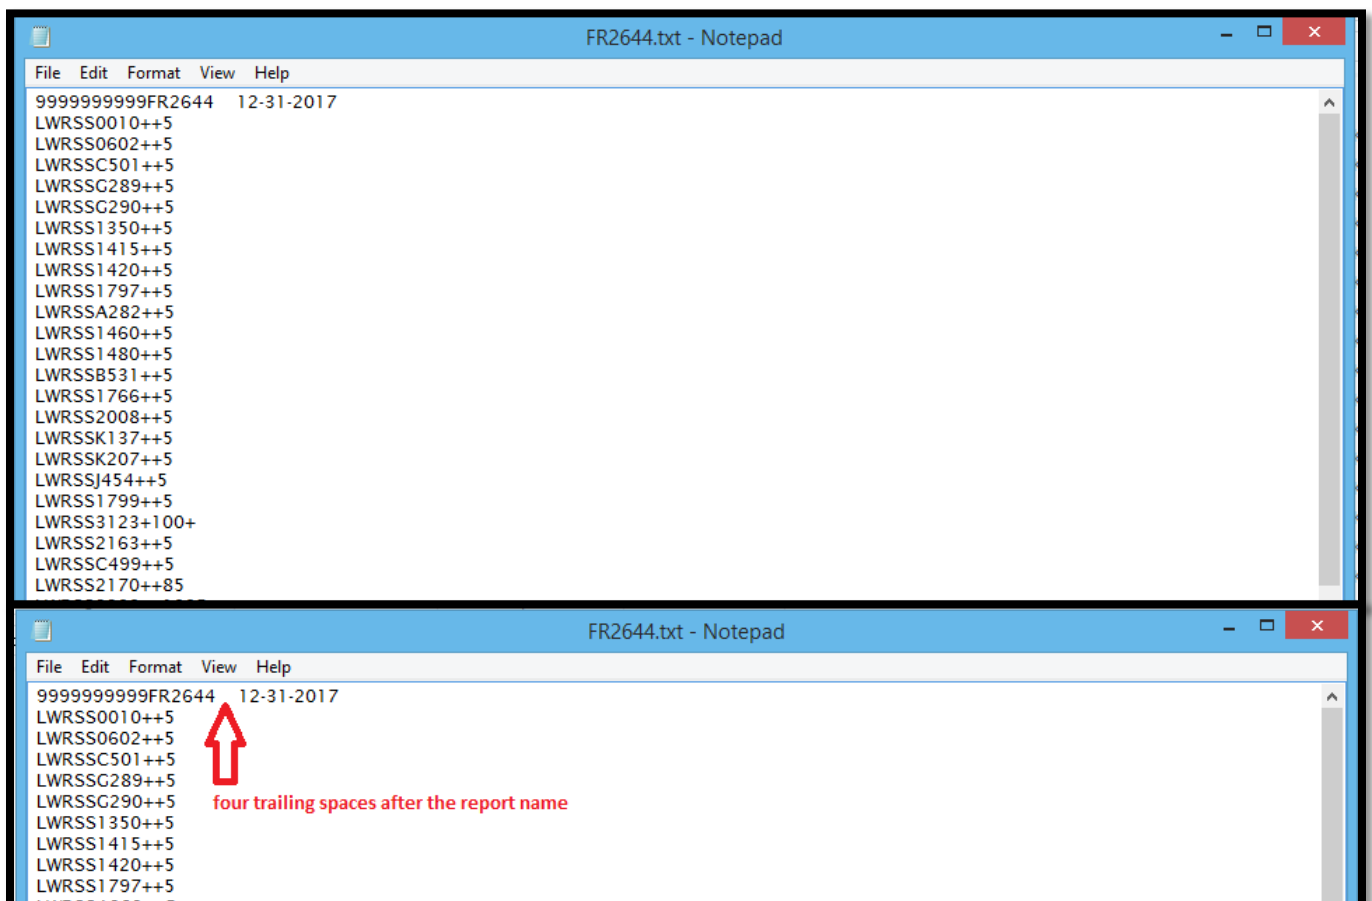 FR2644.txt - Notepad
File Edit Format View Help
9999999999FR2644    12-31-2017
LWRSS0010++5
LWRSS0602++5
LWRSSC501++5
LWRSSG289++5
LWRSSG290++5
LWRSS1350++5
LWRSS1415++5
LWRSS1420++5
LWRSS1797++5
LWRSSA282++5
LWRSS1460++5
LWRSS1480++5
LWRSSB531++5
LWRSS1766++5
LWRSS2008++5
LWRSSK137++5
LWRSSK207++5
LWRSSJ454++5
LWRSS1799++5
LWRSS3123+100+
LWRSS2163++5
LWRSSC499++5
LWRSS2170++85
FR2644.txt - Notepad
File Edit Format View Help
9999999999FR2644    12-31-2017
LWRSS0010++5
LWRSS0602++5
LWRSSC501++5
LWRSSG289++5
LWRSSG290++5
four trailing spaces after the report name
LWRSS1350++5
LWRSS1415++5
LWRSS1420++5
LWRSS1797++5